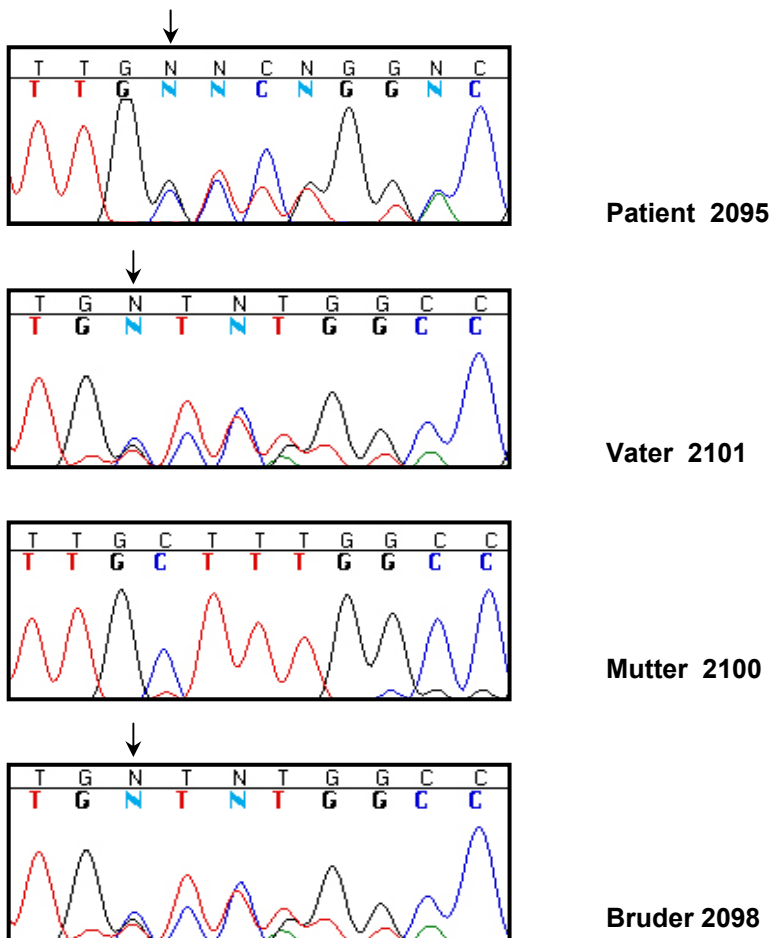 T T G N N C N G G N C
T T G N N C N G G N C
Patient 2095
T G N T N T G G C C
T G N T N T G G C C
Vater 2101
T T G C T T T G G C C
T T G C T T T G G C C
Mutter 2100
T G N T N T G G C C
T G N T N T G G C C
Bruder 2098